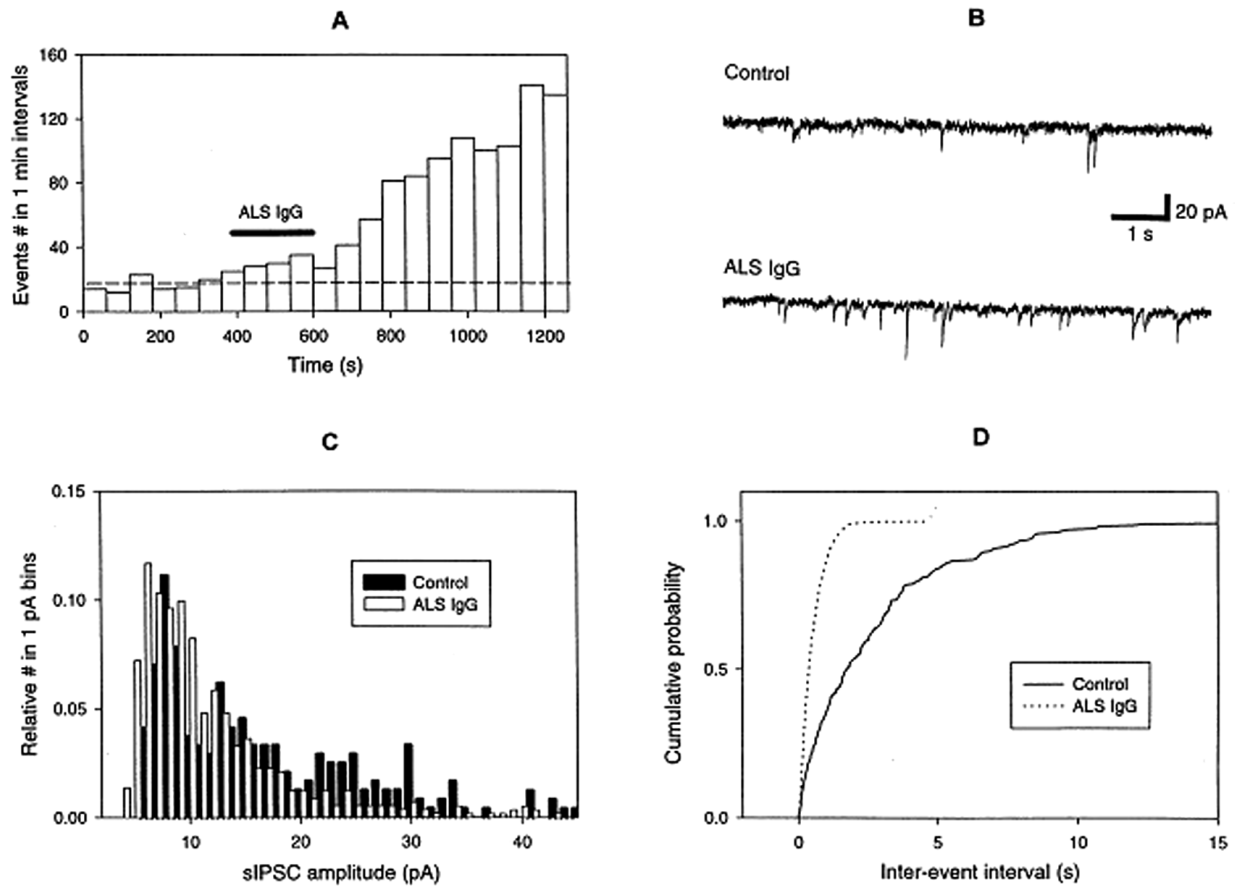 A
Events # in 1 min intervals
160
120
80
40
0
ALS IgG
0 200 400 600 800 1000 1200
Time (s)
B
Control
20 pA
1 s
ALS IgG
C
Relative # in 1 pA bins
0.15
0.10
0.05
0.00
Control
ALS IgG
10 20 30 40
sIPSC amplitude (pA)
D
Cumulative probability
1.0
0.5
0.0
Control
ALS IgG
0 5 10 15
Inter-event interval (s)